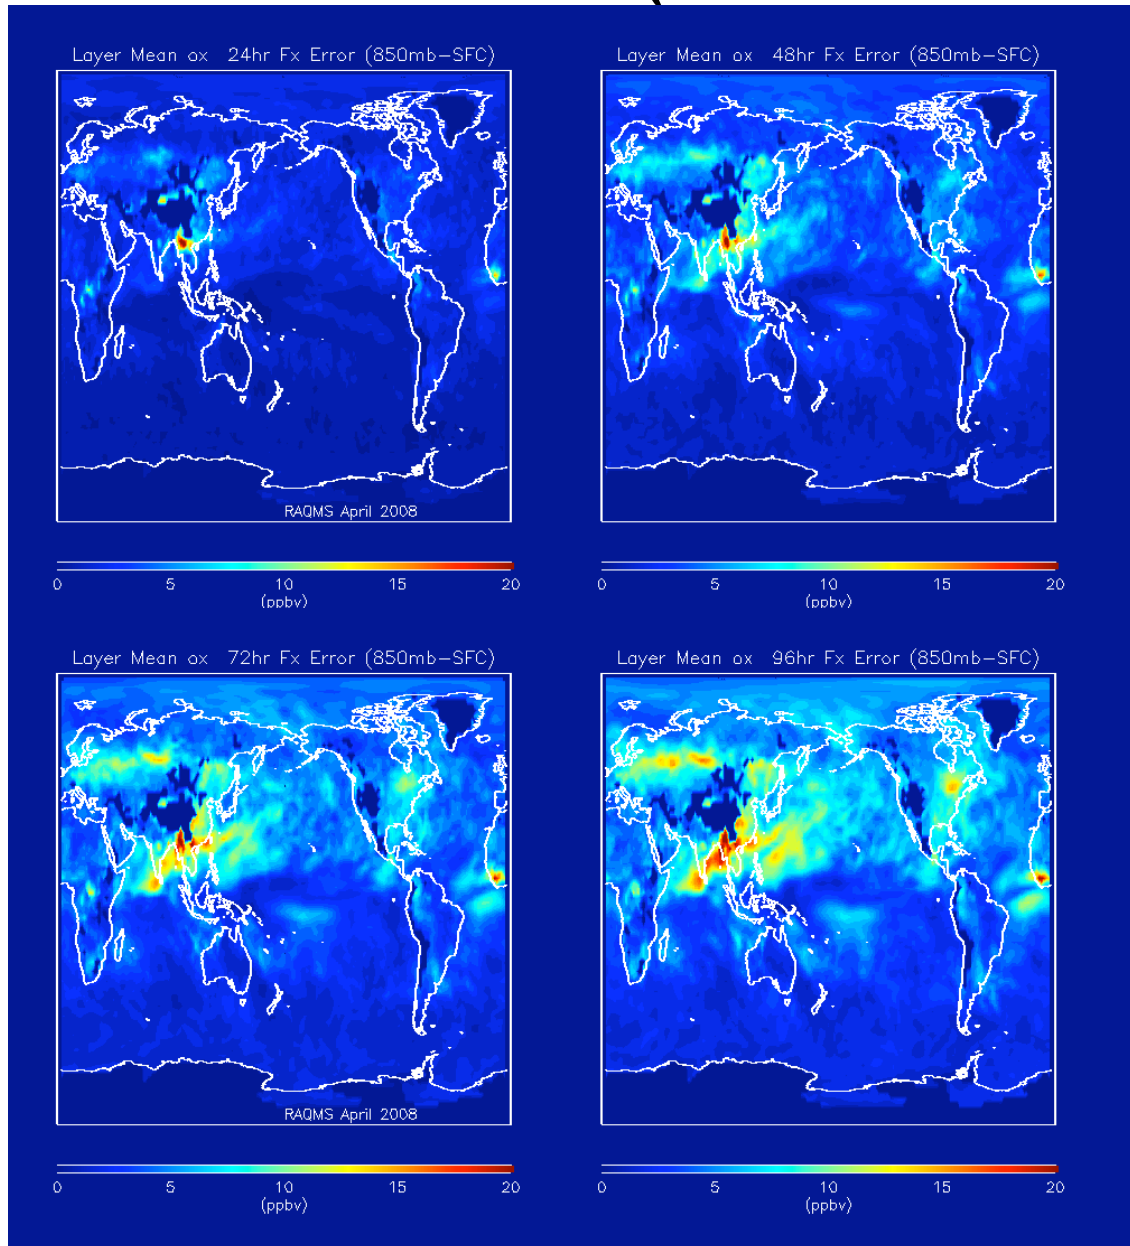 Layer Mean ox 24hr Fx Error (850mb-SFC)
RAQMS April 2008
0 5 10 15 20
(ppbv)
Layer Mean ox 48hr Fx Error (850mb-SFC)
0 5 10 15 20
(ppbv)
Layer Mean ox 72hr Fx Error (850mb-SFC)
RAQMS April 2008
0 5 10 15 20
(ppbv)
Layer Mean ox 96hr Fx Error (850mb-SFC)
0 5 10 15 20
(ppbv)